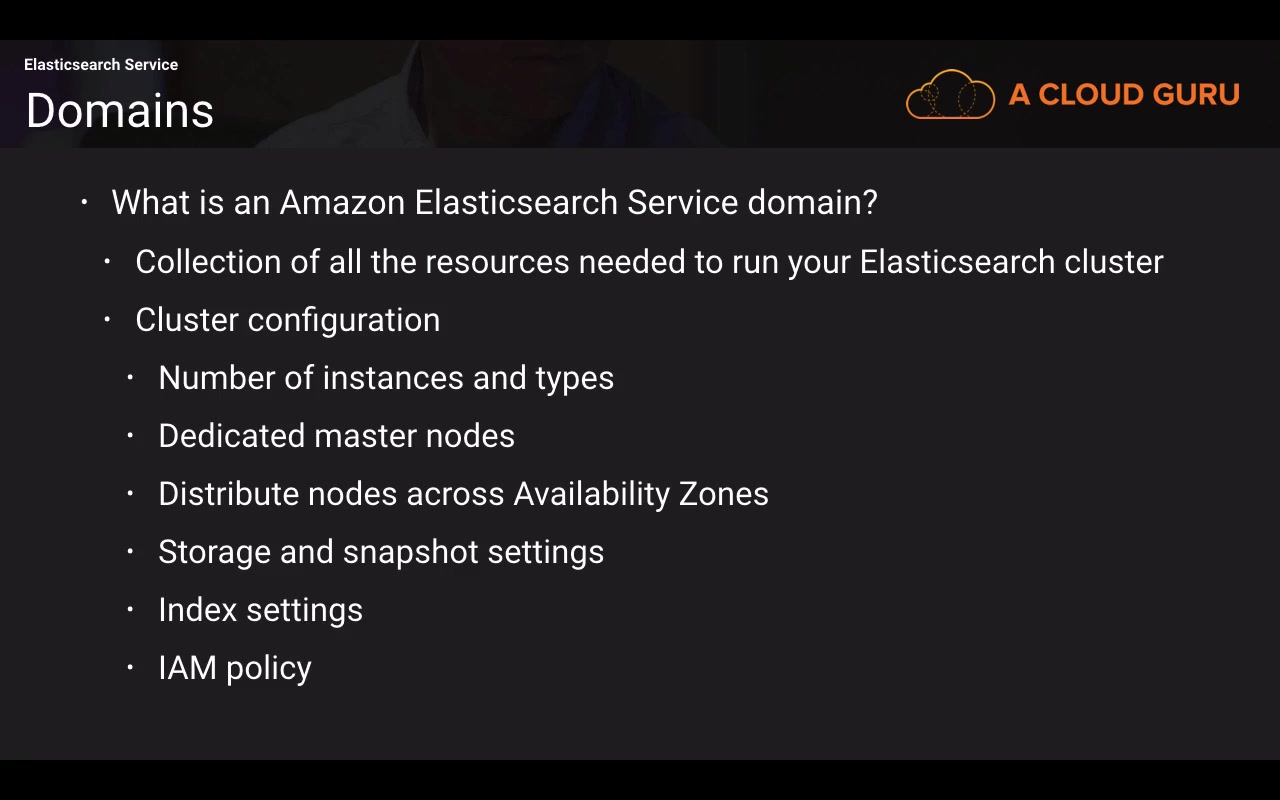 Elasticsearch Service
Domains
A CLOUD GURU
· What is an Amazon Elasticsearch Service domain?
· Collection of all the resources needed to run your Elasticsearch cluster
· Cluster configuration
· Number of instances and types
· Dedicated master nodes
· Distribute nodes across Availability Zones
· Storage and snapshot settings
· Index settings
· IAM policy